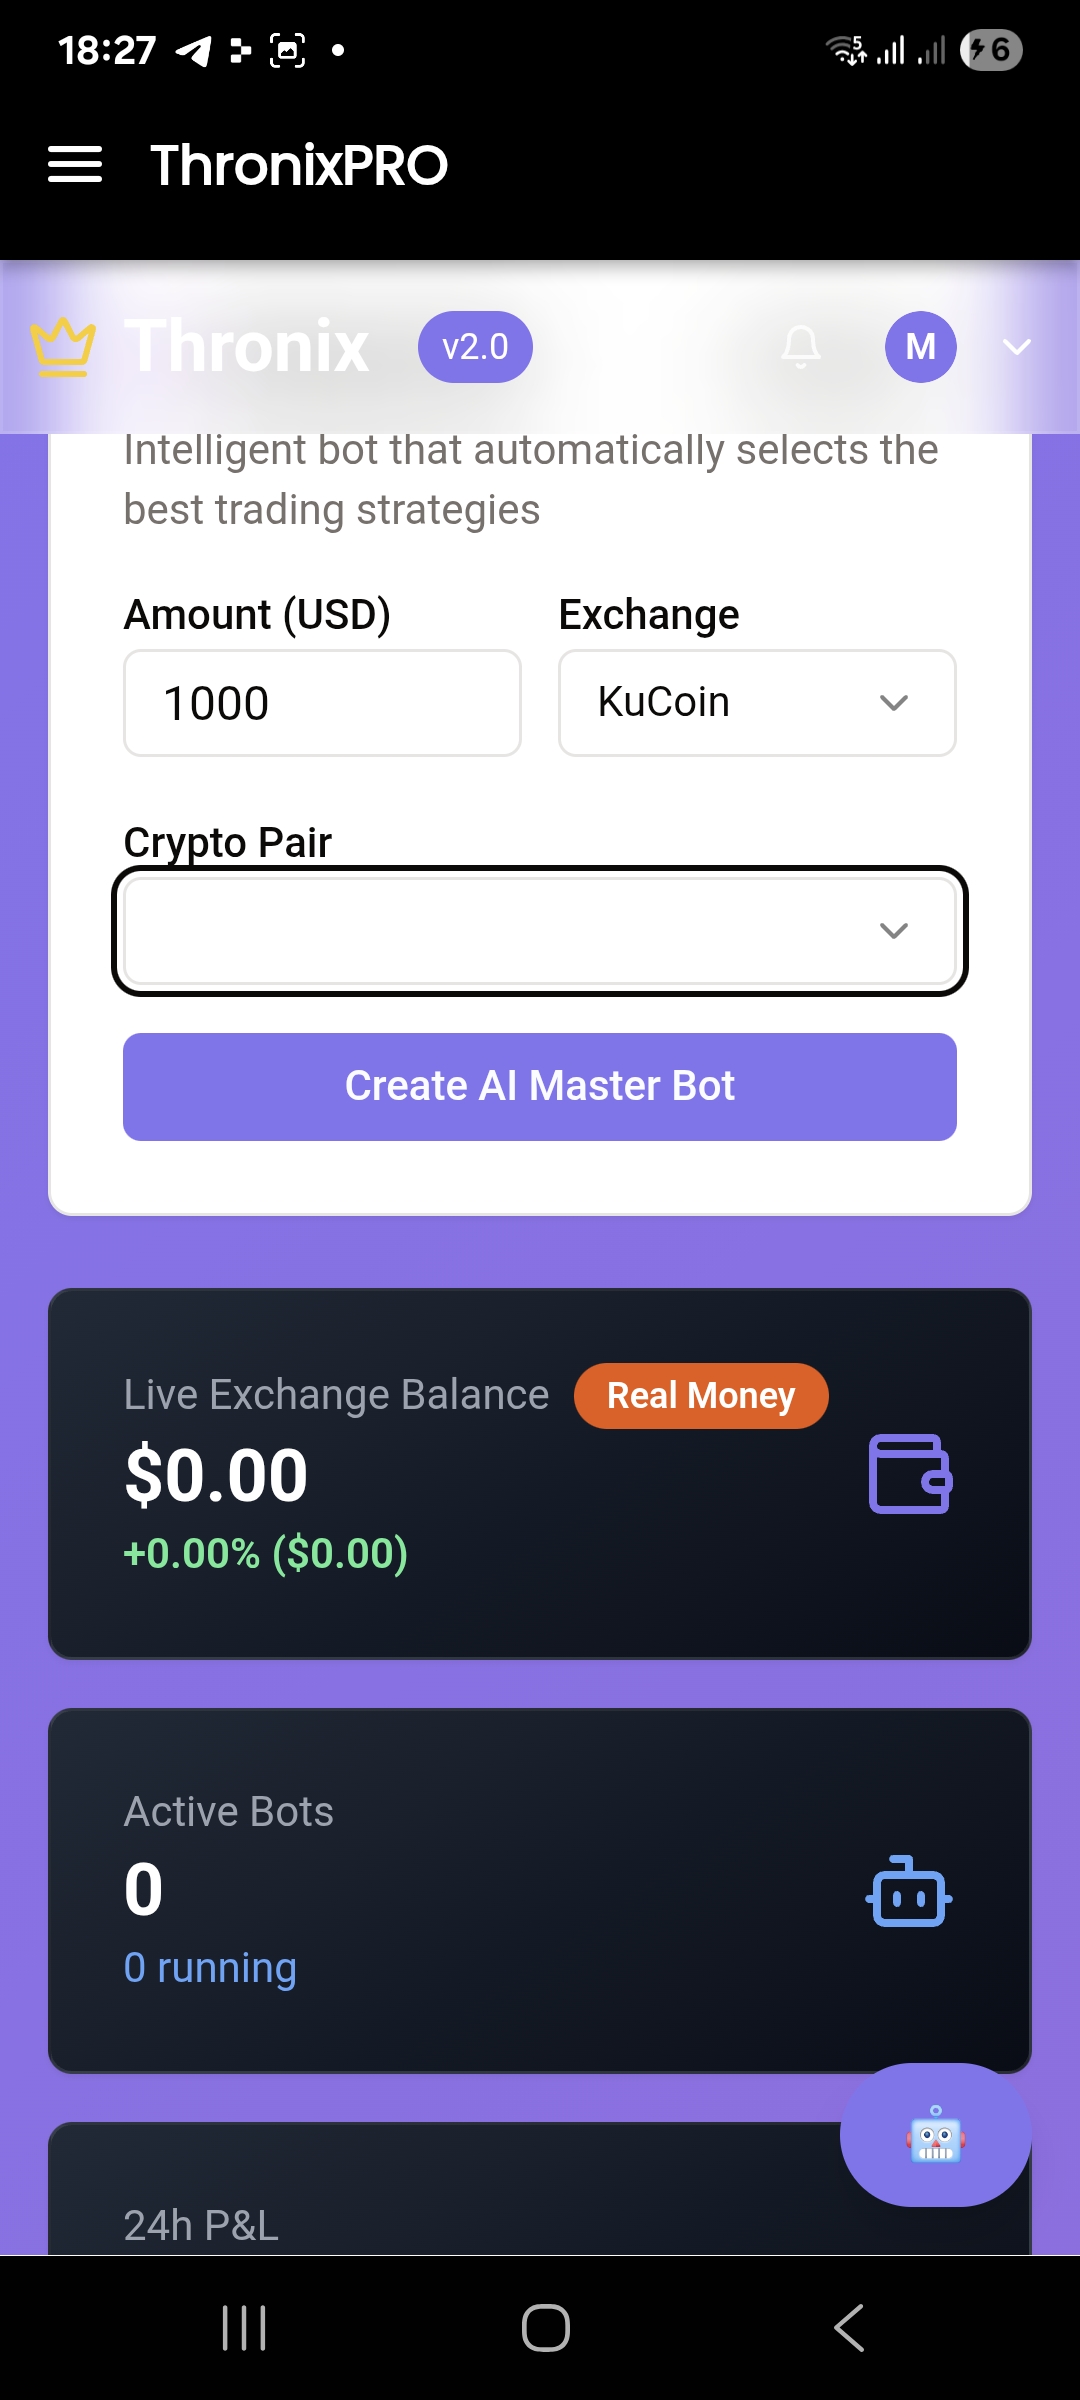 18:27
5
6
ThronixPRO
Thronix
v2.0
M
Intelligent bot that automatically selects the
best trading strategies
Amount (USD)
Exchange
1000
KuCoin
Crypto Pair
Create AI Master Bot
Live Exchange Balance
Real Money
$0.00
+0.00% ($0.00)
Active Bots
0
0 running
24h P&L